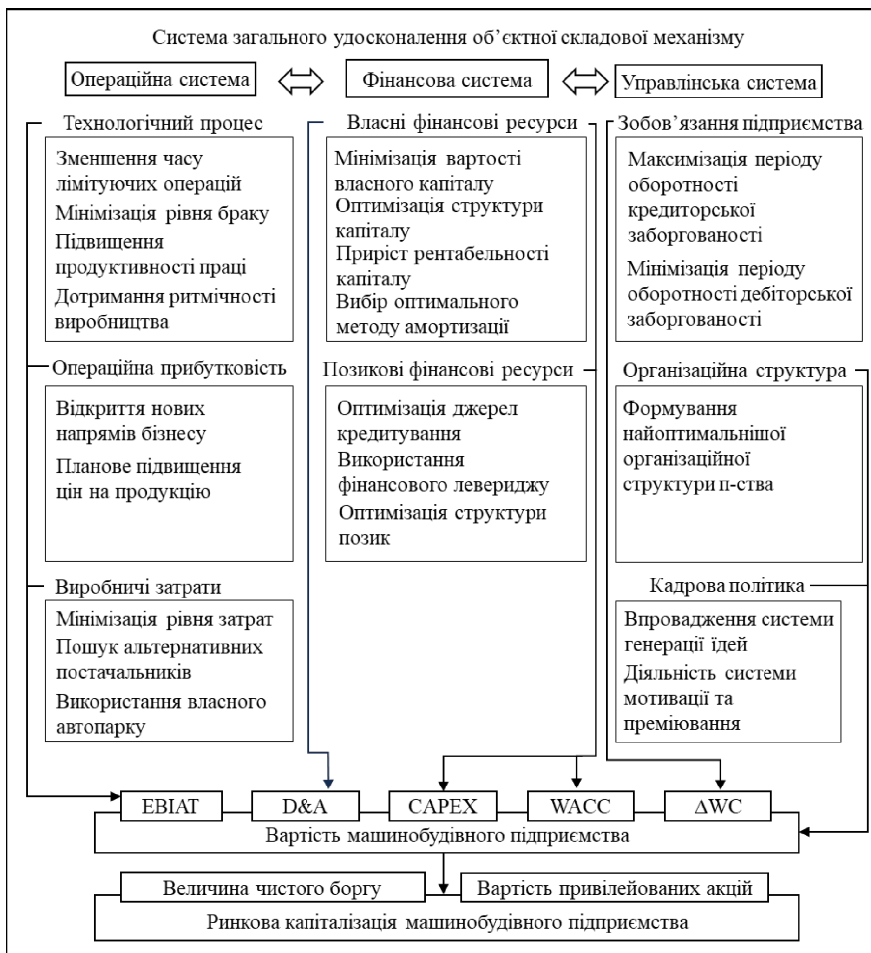 Система загального удосконалення об’єктної складової механізму
Операційна система
Фінансова система
Управлінська система
Технологічний процес
Зменшення часу
лімітуючих операцій
Мінімізація рівня браку
Підвищення
продуктивності праці
Дотримання ритмічності
виробництва
Операційна прибутковість
Відкриття нових
напрямів бізнесу
Планове підвищення
цін на продукцію
Виробничі затрати
Мінімізація рівня затрат
Пошук альтернативних
постачальників
Використання власного
автопарку
Власні фінансові ресурси
Мінімізація вартості
власного капіталу
Оптимізація структури
капіталу
Приріст рентабельності
капіталу
Вибір оптимального
методу амортизації
Позикові фінансові ресурси
Оптимізація джерел
кредитування
Використання
фінансового левериджу
Оптимізація структури
позик
Зобов’язання підприємства
Максимізація періоду
оборотності
кредиторської
заборгованості
Мінімізація періоду
оборотності дебіторської
заборгованості
Організаційна структура
Формування
найоптимальнішої
організаційної
структури п-ства
Кадрова політика
Впровадження системи
генерації їдей
Діяльність системи
мотивації та
преміювання
EBIAT
D&A
CAPEX
WACC
ΔWC
Вартість машинобудівного підприємства
Величина чистого боргу
Вартість привілейованих акцій
Ринкова капіталізація машинобудівного підприємства